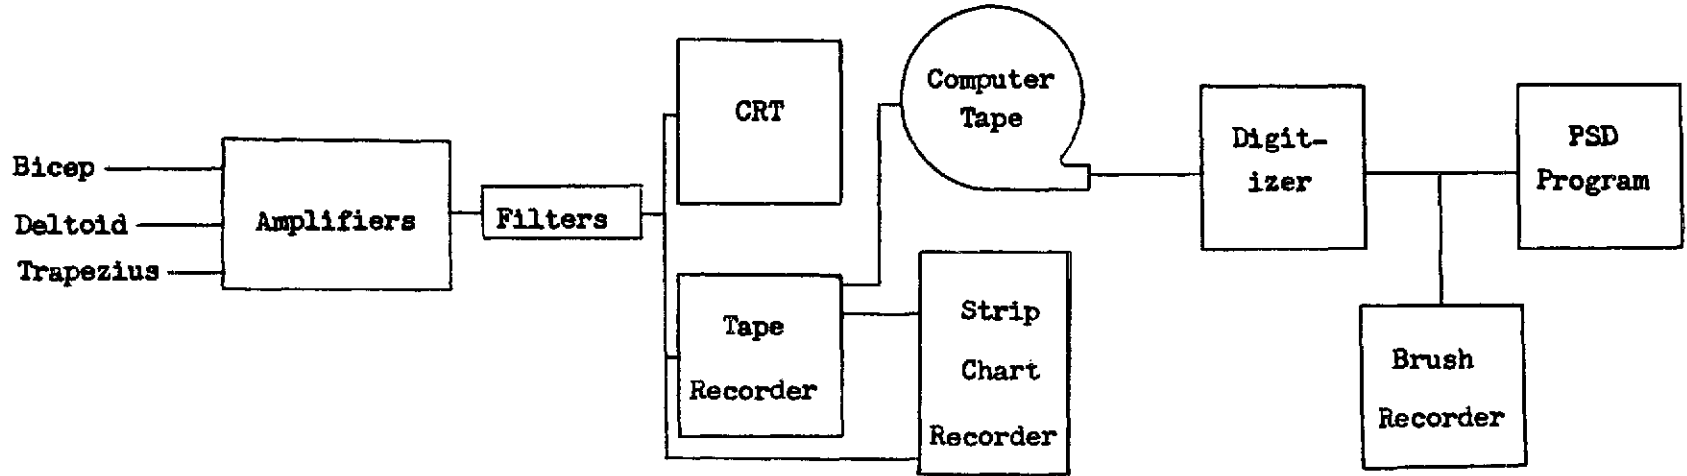 Bicep
Deltoid
Trapezius
Amplifiers
Filters
CRT
Tape
Recorder
Computer
Tape
Strip
Chart
Recorder
Digit-
izer
PSD
Program
Brush
Recorder